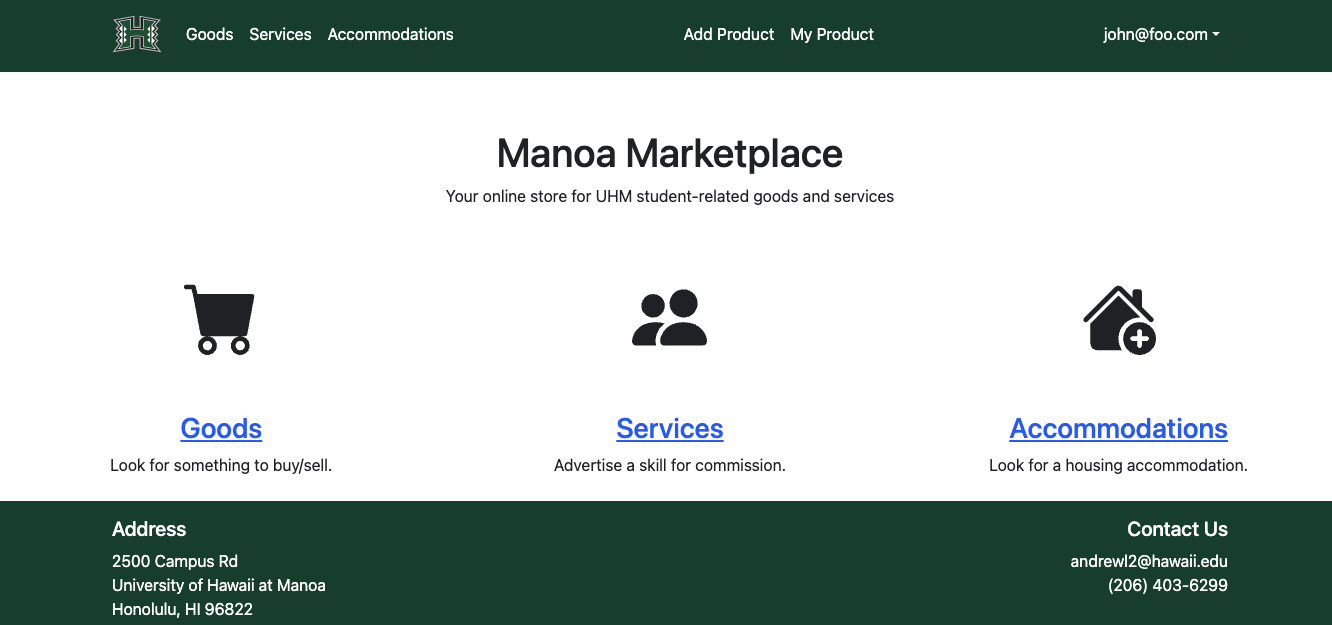 H
Goods Services Accommodations Add Product My Product john@foo.com
Manoa Marketplace
Your online store for UHM student-related goods and services
Goods
Look for something to buy/sell.
Services
Advertise a skill for commission.
Accommodations
Look for a housing accommodation.
Address
2500 Campus Rd
University of Hawaii at Manoa
Honolulu, HI 96822
Contact Us
andrewl2@hawaii.edu
(206) 403-6299